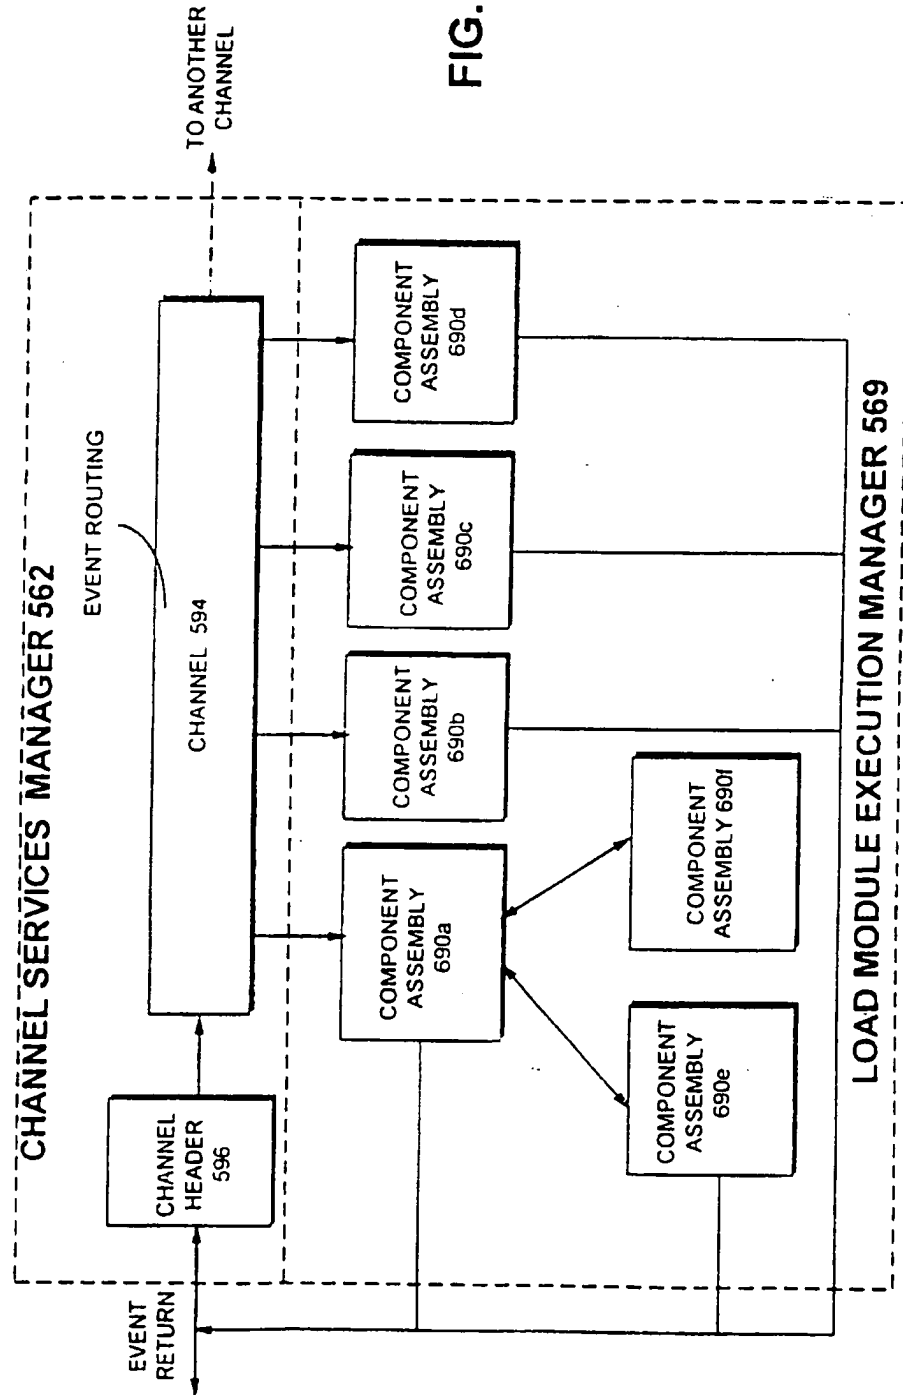 CHANNEL SERVICES MANAGER 562
EVENT
RETURN
CHANNEL
HEADER
596
EVENT ROUTING
CHANNEL 594
TO ANOTHER
CHANNEL
COMPONENT
ASSEMBLY
690a
COMPONENT
ASSEMBLY
690b
COMPONENT
ASSEMBLY
690c
COMPONENT
ASSEMBLY
690d
COMPONENT
ASSEMBLY
690e
COMPONENT
ASSEMBLY 690f
LOAD MODULE EXECUTION MANAGER 569
FIG.